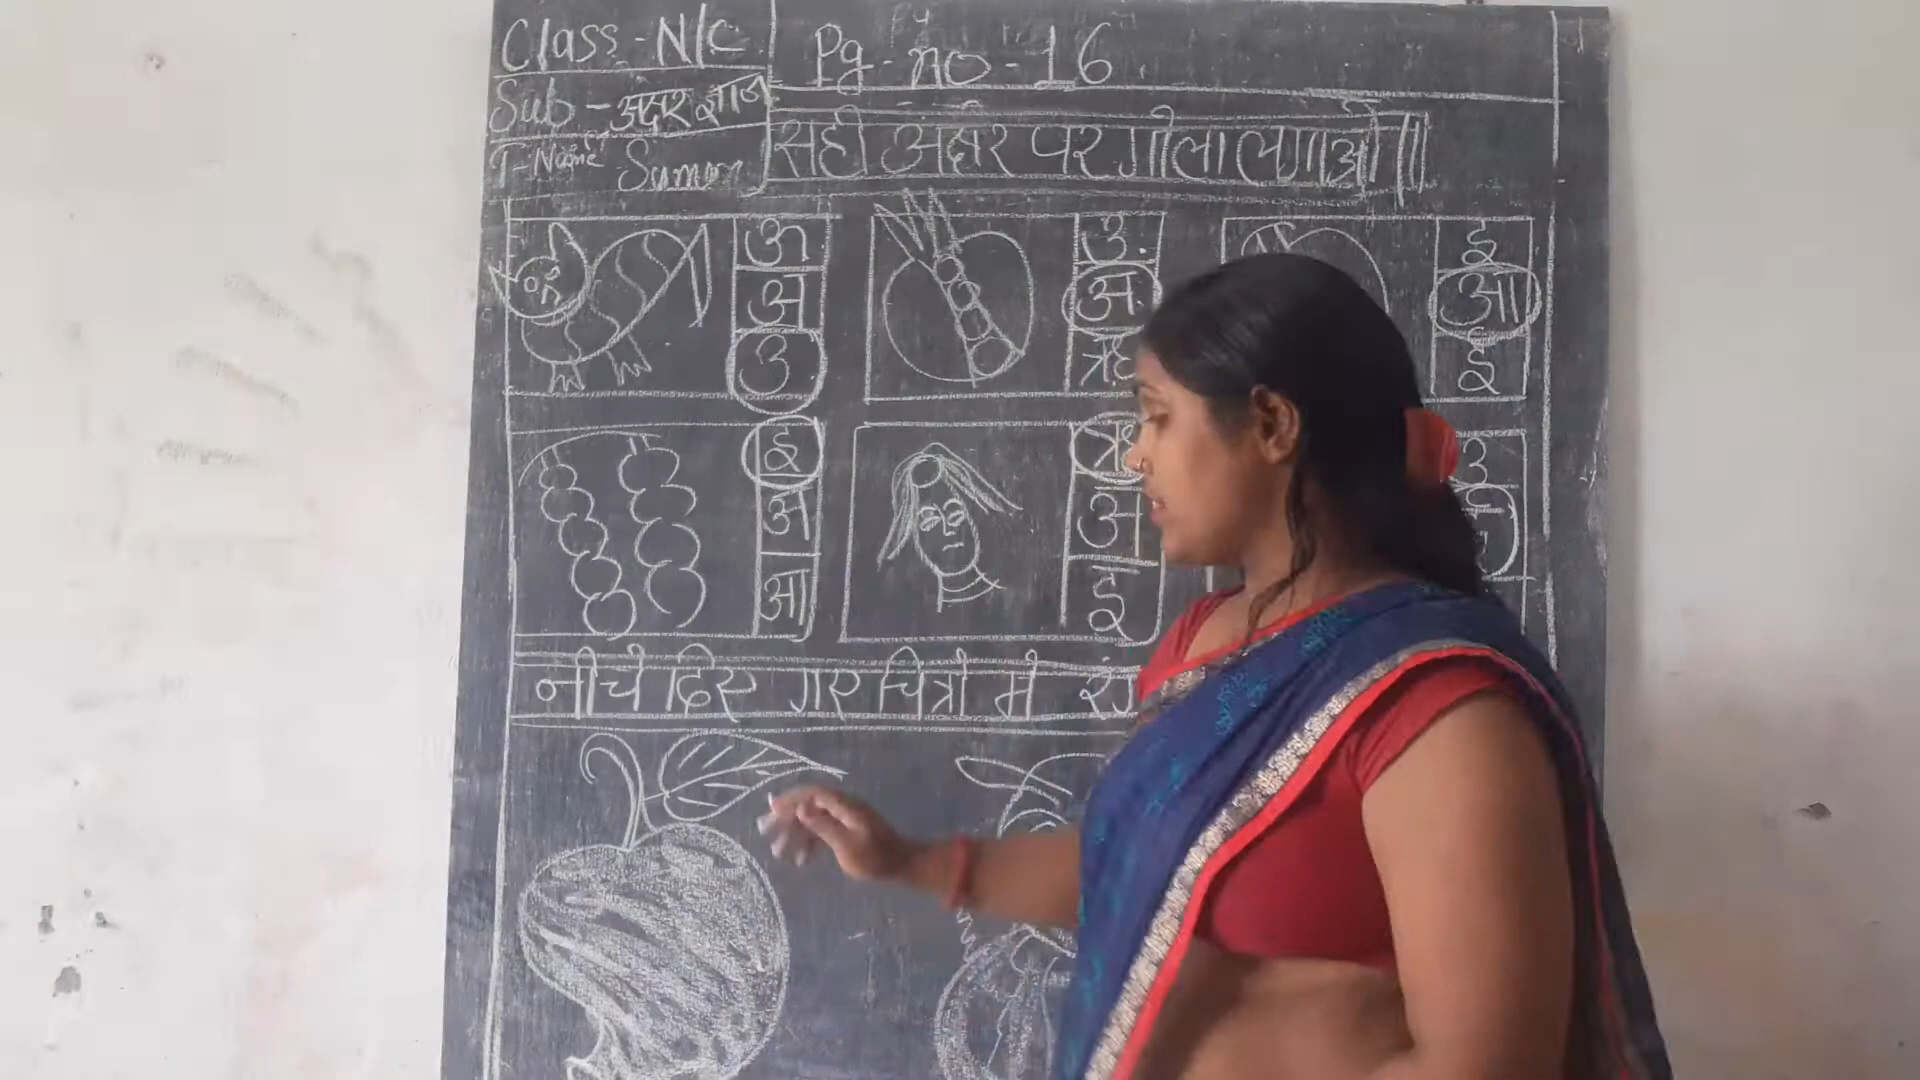 Class - N/C
Pg - no - 16
Sub - अक्षर ज्ञान
T-Name Suman
सही अक्षर पर गोला लगाओ ॥
ऊ
अ
उ
उ
अ
ऋ
इ
आ
ई
इ
अ
आ
ऋ
अ
ई
उ
नीचे दिए गए चित्रों में रंग